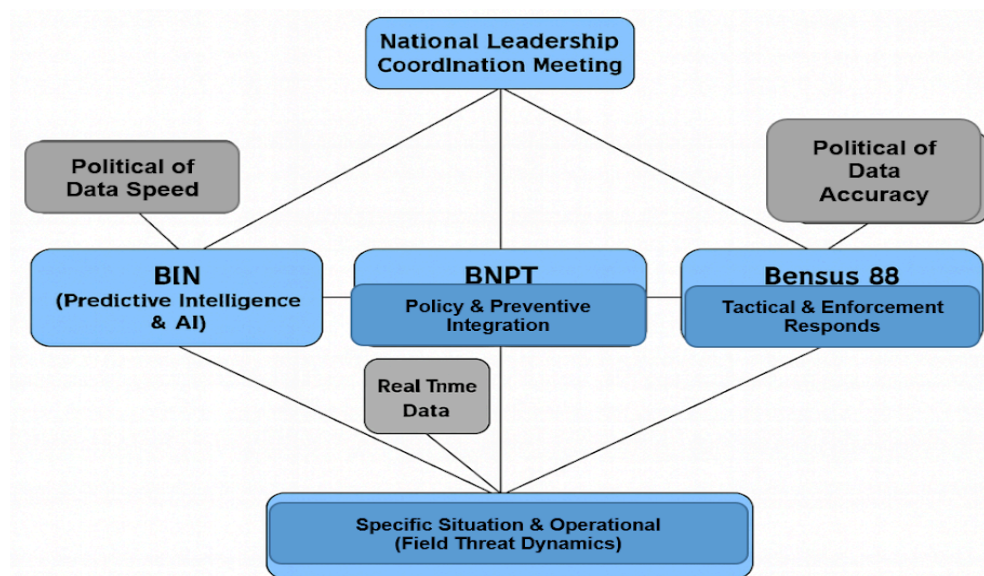 National Leadership
CoordInation Meeting
Political of
Data Speed
Political of
Data
Accuracy
BIN
(Predictive Intelligence
& AI)
BNPT
Policy & Preventive
Integration
Bensus 88
Tactical & Enforcement
Responds
Real Tnme
Data
Specific Situation & Operational
(Field Threat Dynamics)